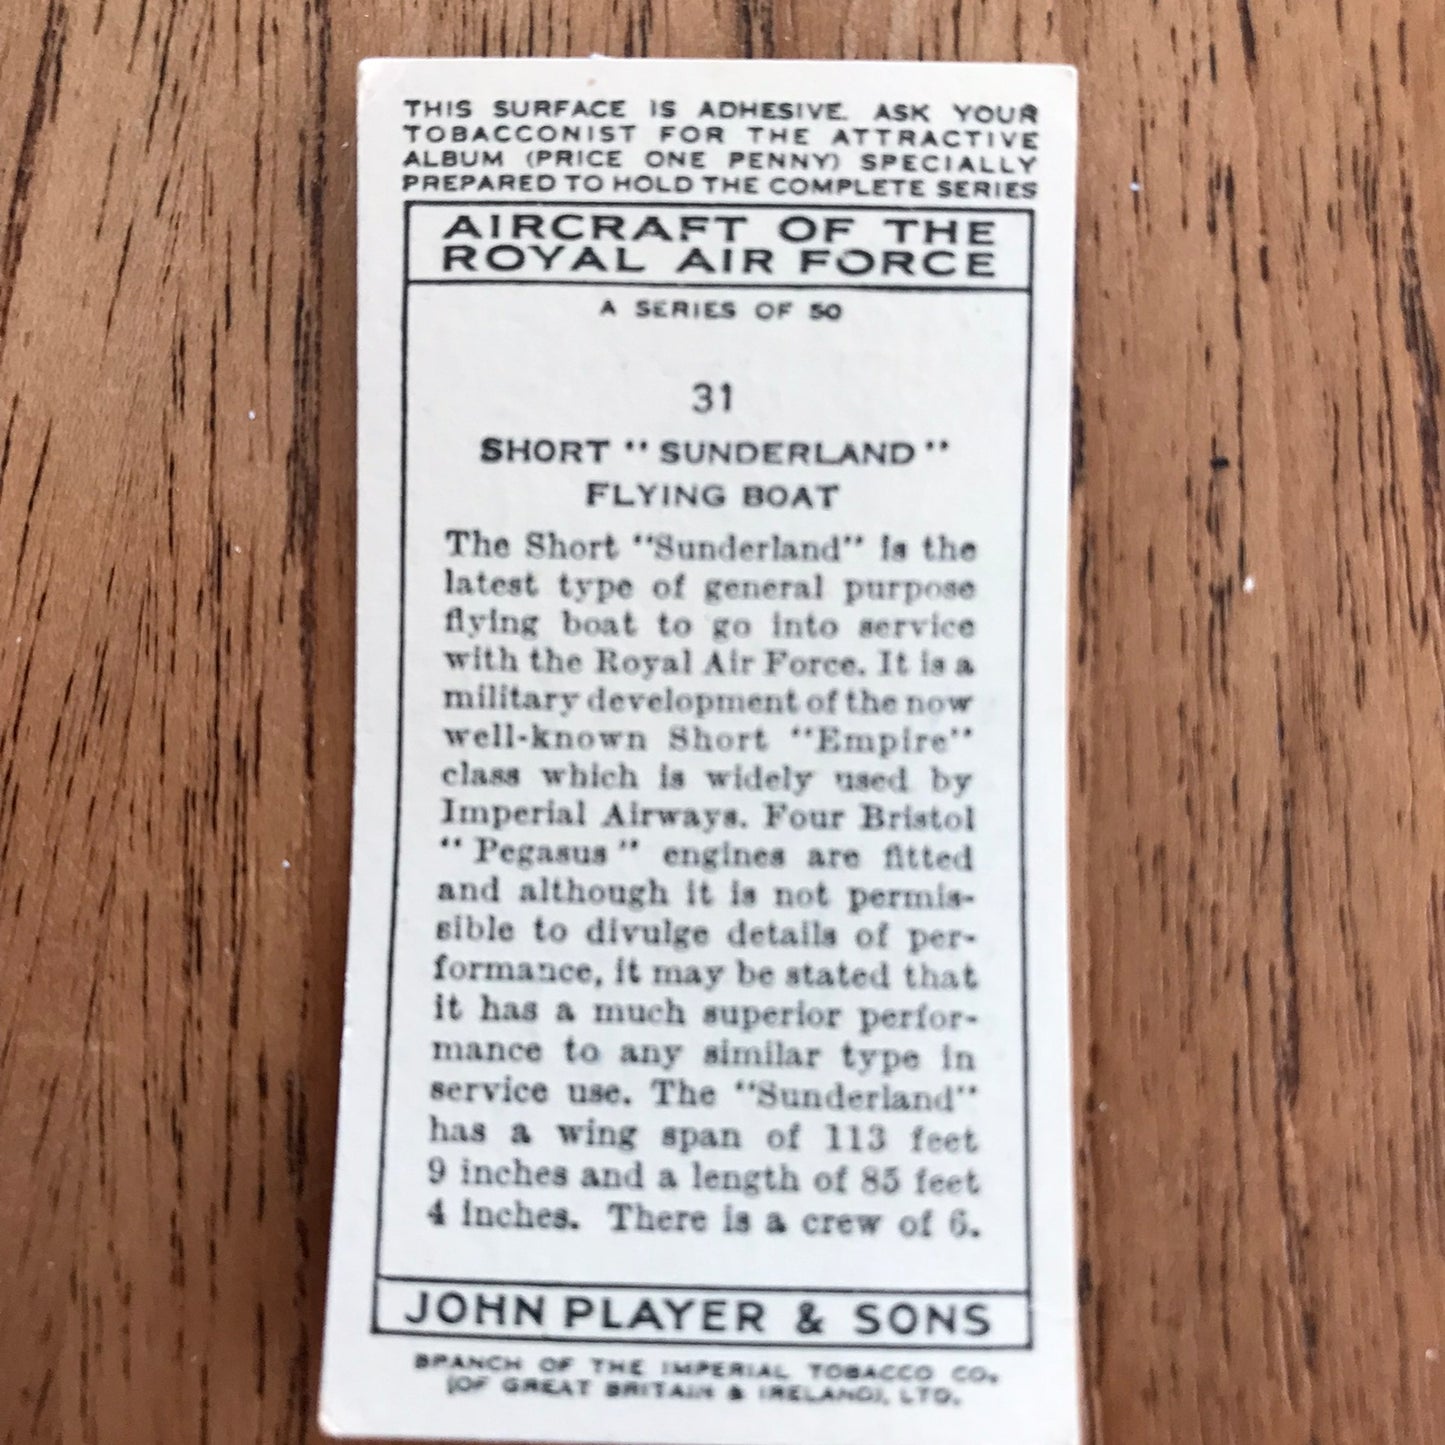 THIS SURFACE IS ADHESIVE. ASK YOUR
TOBACCONIST FOR THE ATTRACTIVE
ALBUM (PRICE ONE PENNY) SPECIALLY
PREPARED TO HOLD THE COMPLETE SERIES
AIRCRAFT OF THE
ROYAL AIR FORCE
A SERIES OF 50
31
SHORT "SUNDERLAND"
FLYING BOAT
The Short "Sunderland" is the
latest type of general purpose
flying boat to go into service
with the Royal Air Force. It is a
military development of the now
well-known Short "Empire"
class which is widely used by
Imperial Airways. Four Bristol
"Pegasus" engines are fitted
and although it is not permis-
sible to divulge details of per-
formance, it may be stated that
it has a much superior perfor-
mance to any similar type in
service use. The "Sunderland"
has a wing span of 113 feet
9 inches and a length of 85 feet
4 inches. There is a crew of 6.
JOHN PLAYER & SONS
BRANCH OF THE IMPERIAL TOBACCO CO.
(OF GREAT BRITAIN & IRELAND), LTD.